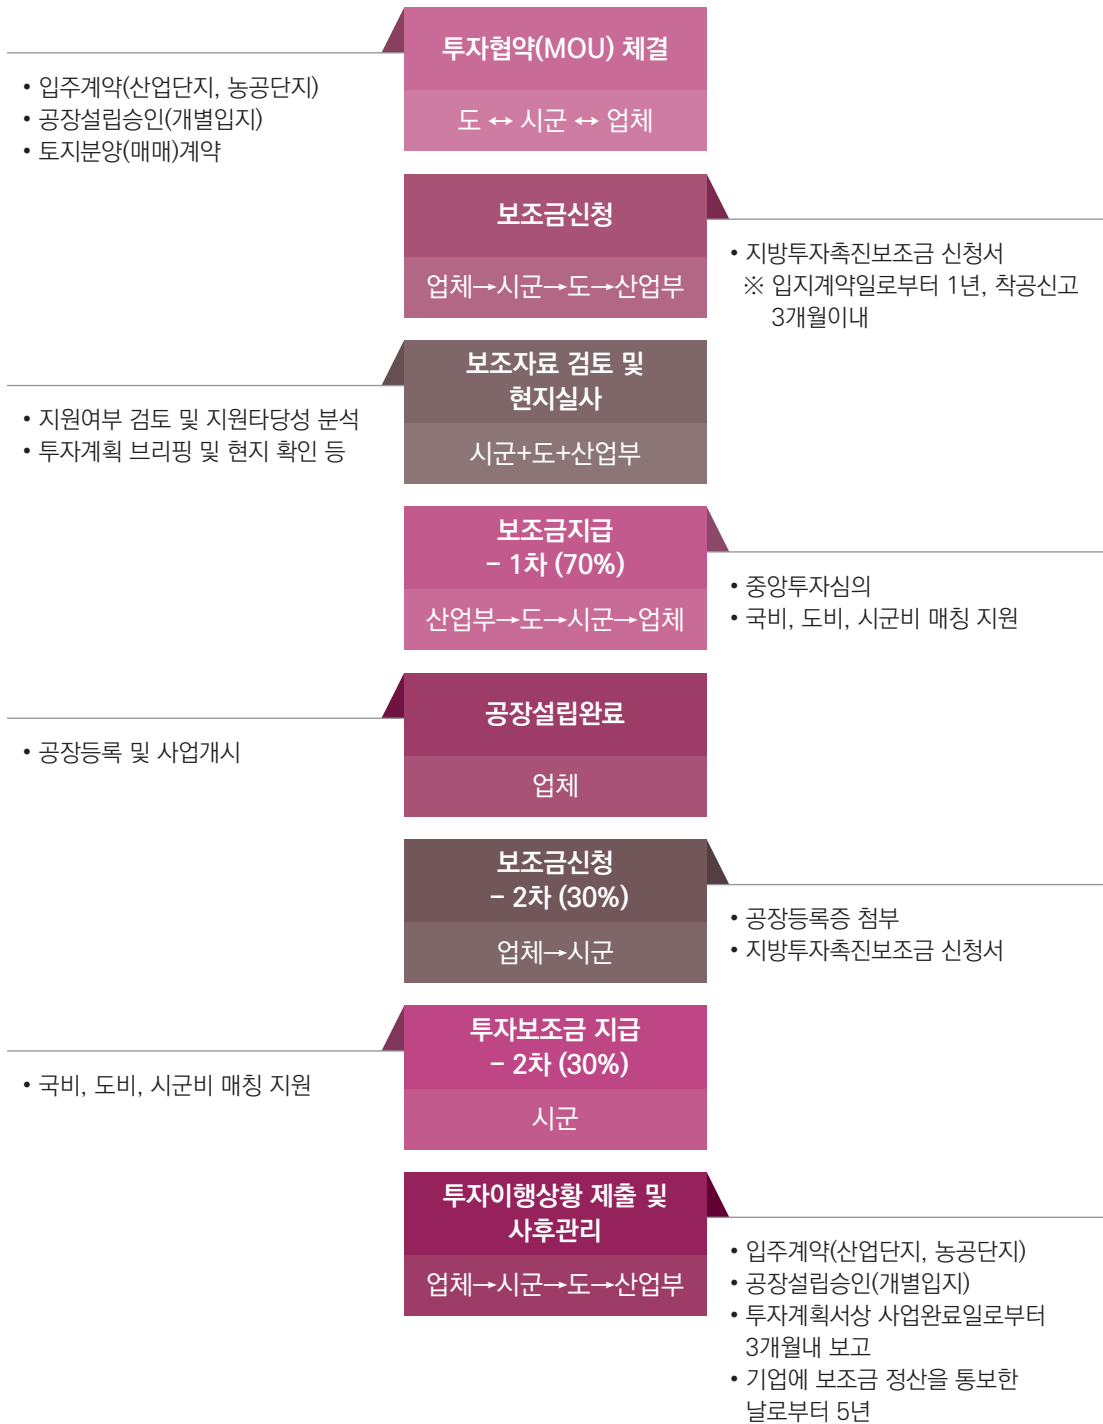 투자협약(MOU) 체결
도 ↔ 시군 ↔ 업체
• 입주계약(산업단지, 농공단지)
• 공장설립승인(개별입지)
• 토지분양(매매)계약
보조금신청
업체→시군→도→산업부
• 지방투자촉진보조금 신청서
※ 입지계약일로부터 1년, 착공신고
3개월이내
보조자료 검토 및
현지실사
시군+도+산업부
• 지원여부 검토 및 지원타당성 분석
• 투자계획 브리핑 및 현지 확인 등
보조금지급
– 1차 (70%)
산업부→도→시군→업체
• 중앙투자심의
• 국비, 도비, 시군비 매칭 지원
공장설립완료
업체
• 공장등록 및 사업개시
보조금신청
– 2차 (30%)
업체→시군
• 공장등록증 첨부
• 지방투자촉진보조금 신청서
투자보조금 지급
– 2차 (30%)
시군
• 국비, 도비, 시군비 매칭 지원
투자이행상황 제출 및
사후관리
업체→시군→도→산업부
• 입주계약(산업단지, 농공단지)
• 공장설립승인(개별입지)
• 투자계획서상 사업완료일로부터
3개월내 보고
• 기업에 보조금 정산을 통보한
날로부터 5년